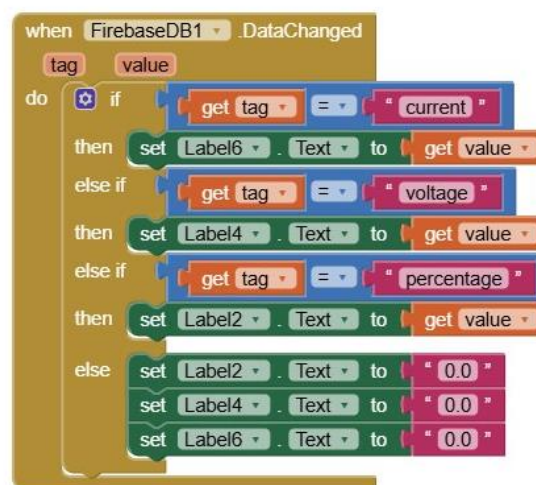 when FirebaseDB1 .DataChanged
tag value
do if get tag = " current "
then set Label6 . Text to get value
else if get tag = " voltage "
then set Label4 . Text to get value
else if get tag = " percentage "
then set Label2 . Text to get value
else set Label2 . Text to " 0.0 "
set Label4 . Text to " 0.0 "
set Label6 . Text to " 0.0 "